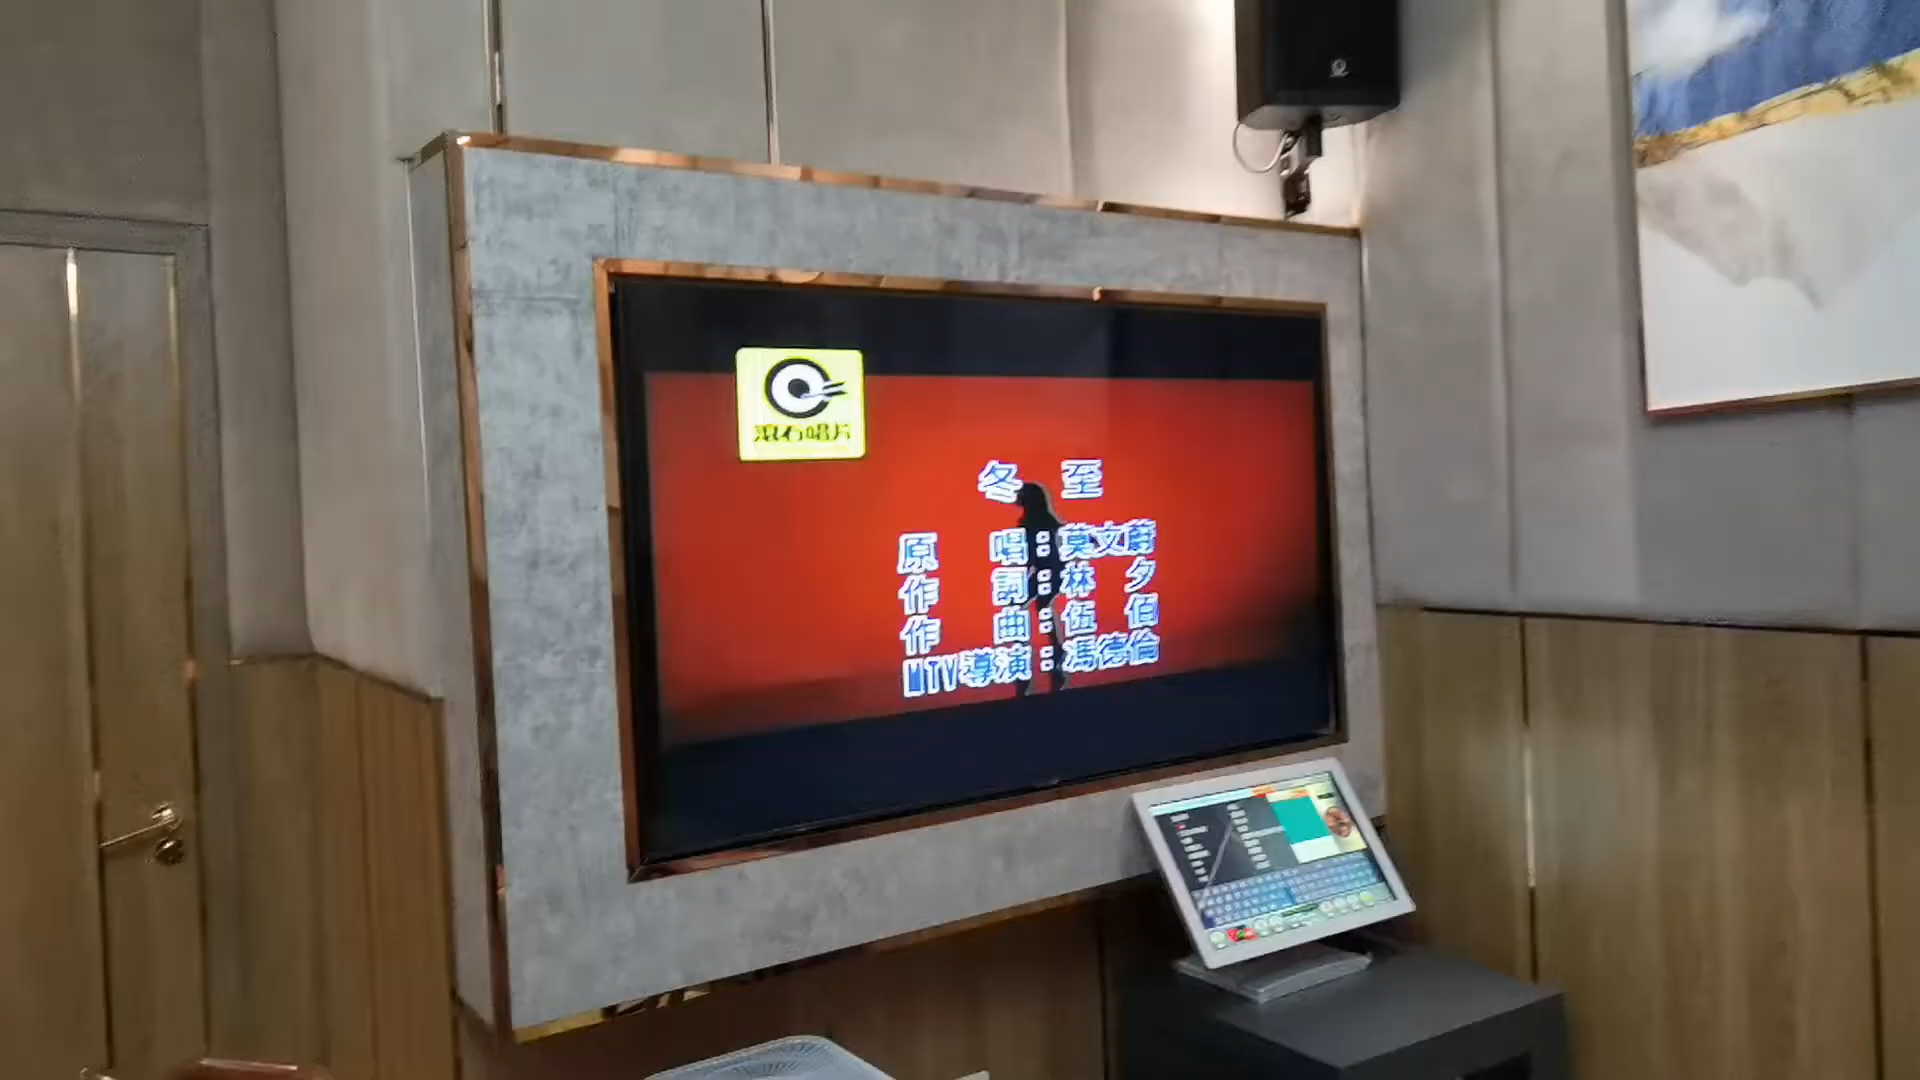 滾石唱片
冬 至
原 唱：莫文蔚
作 詞：林 夕
作 曲：伍 佰
MTV導演：馮德倫